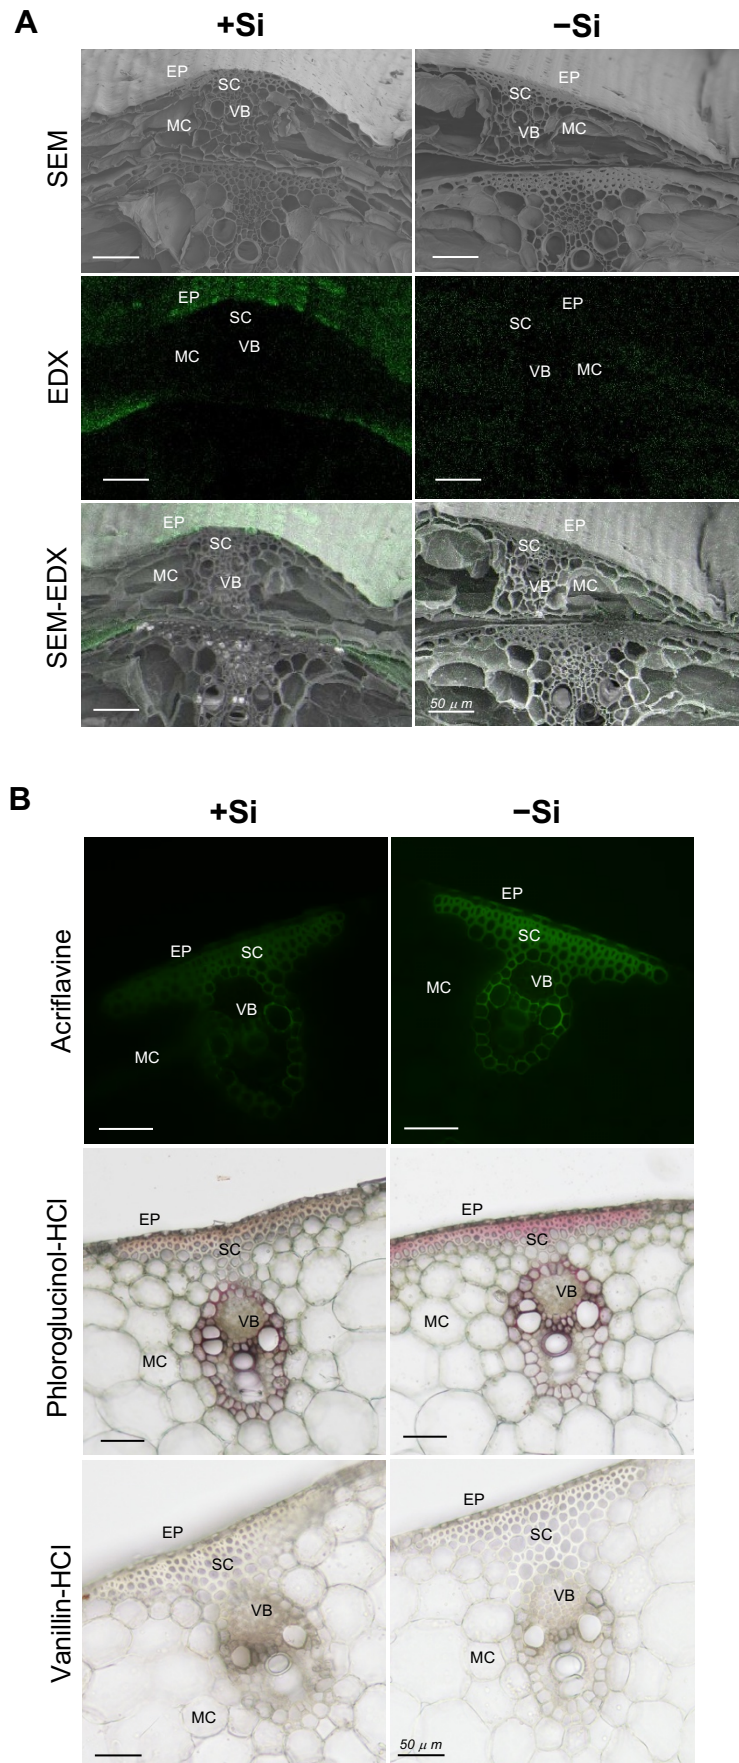 A
+Si
−Si
SEM
EP
SC
VB
MC
EP
SC
VB
MC
EDX
EP
SC
VB
MC
EP
SC
VB
MC
SEM-EDX
EP
SC
MC
VB
EP
SC
VB
MC
50 μ m
B
+Si
−Si
Acriflavine
EP
SC
VB
MC
EP
SC
VB
MC
Phloroglucinol-HCl
EP
SC
VB
MC
EP
SC
VB
MC
Vanillin-HCl
EP
SC
VB
MC
EP
SC
VB
MC
50 μ m